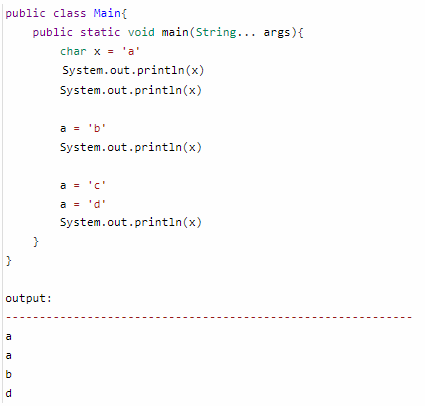 public class Main{
public static void main(String... args){
char x = 'a'
System.out.println(x)
System.out.println(x)
a = 'b'
System.out.println(x)
a = 'c'
a = 'd'
System.out.println(x)
}
}
output:
-------------------------------------------------------------
a
a
b
d